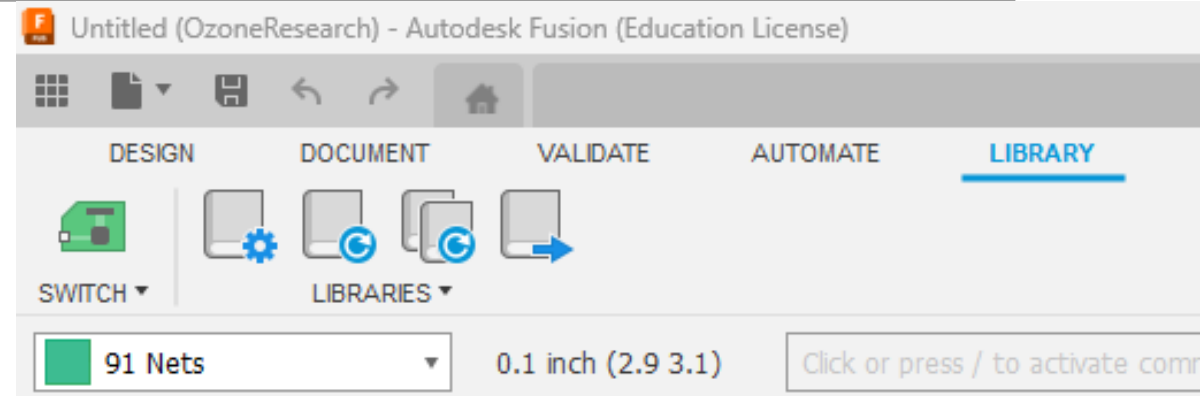 Untitled (OzoneResearch) - Autodesk Fusion (Education License)
DESIGN DOCUMENT VALIDATE AUTOMATE LIBRARY
SWITCH LIBRARIES
91 Nets 0.1 inch (2.9 3.1) Click or press / to activate